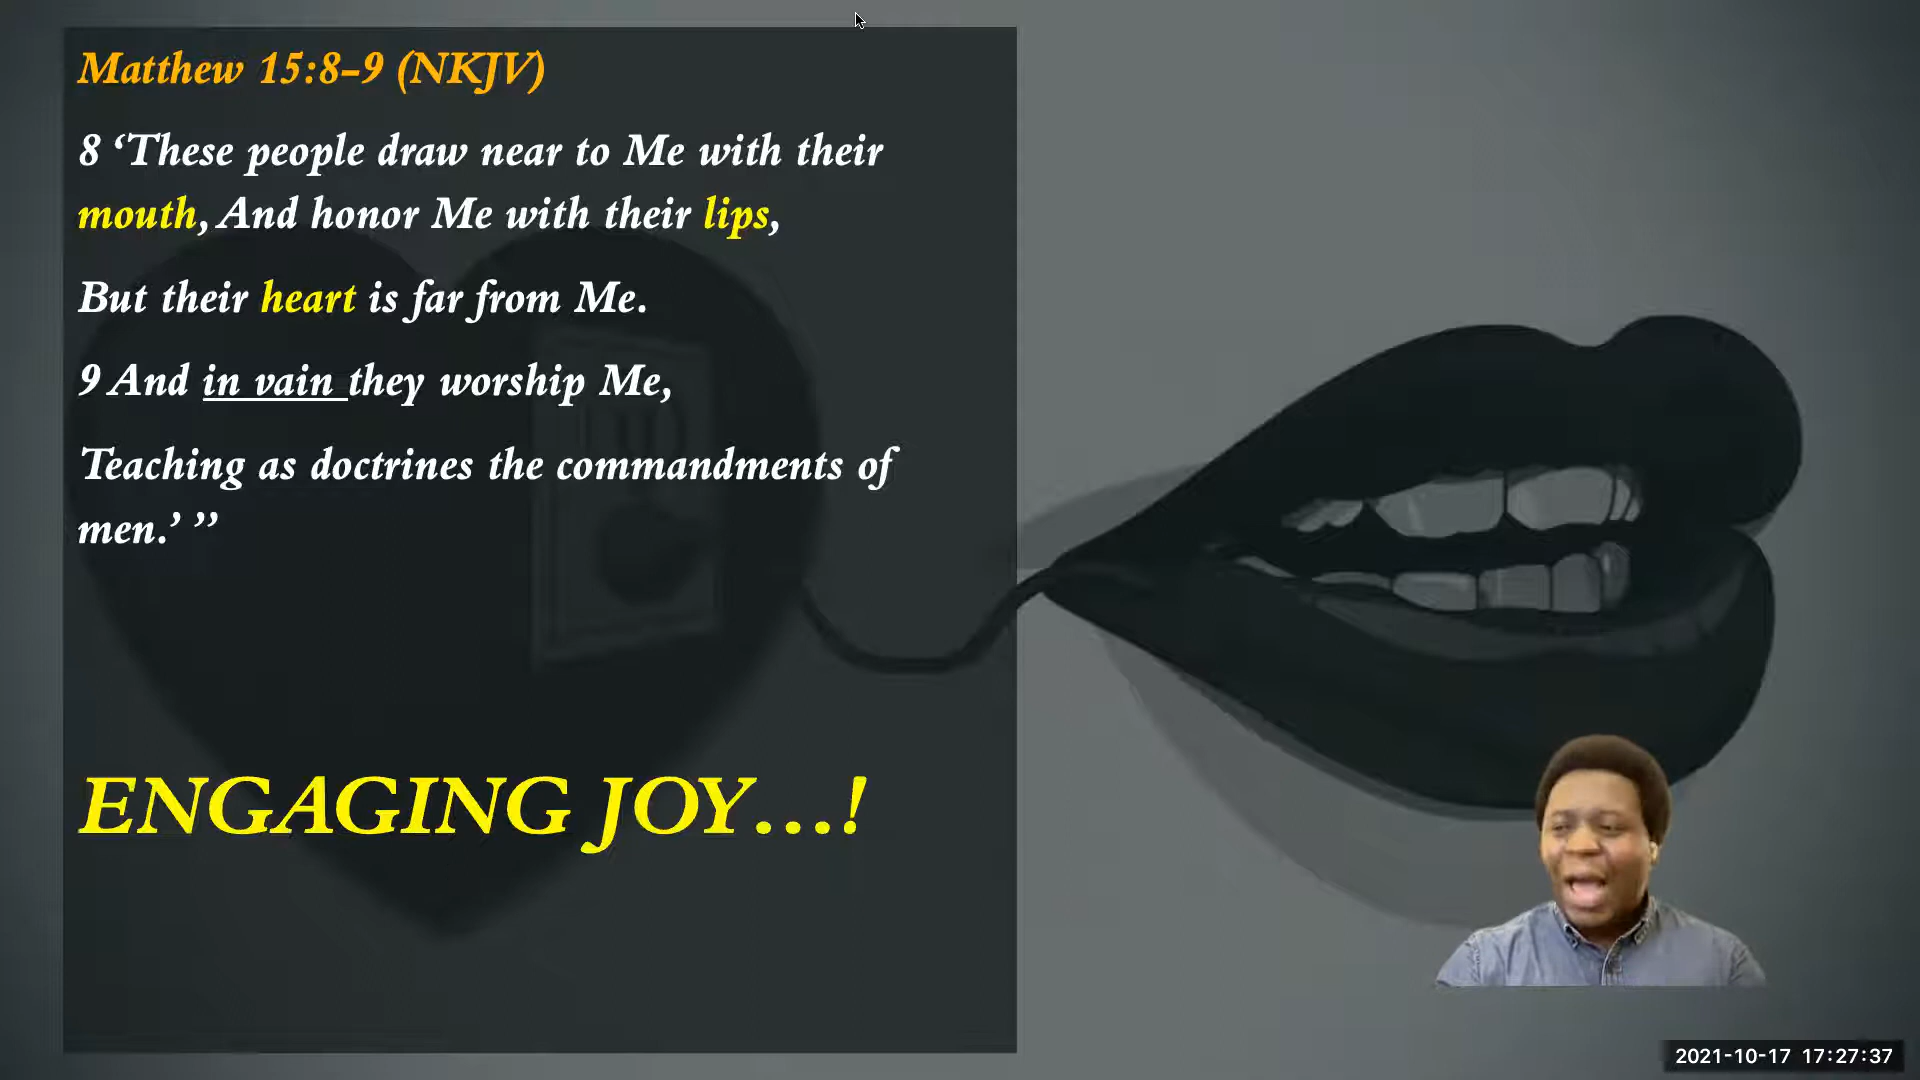 Matthew 15:8–9 (NKJV)
8 ‘These people draw near to Me with their
mouth, And honor Me with their lips,
But their heart is far from Me.
9 And in vain they worship Me,
Teaching as doctrines the commandments of
men.’ ”
ENGAGING JOY…!
2021-10-17 17:27:37